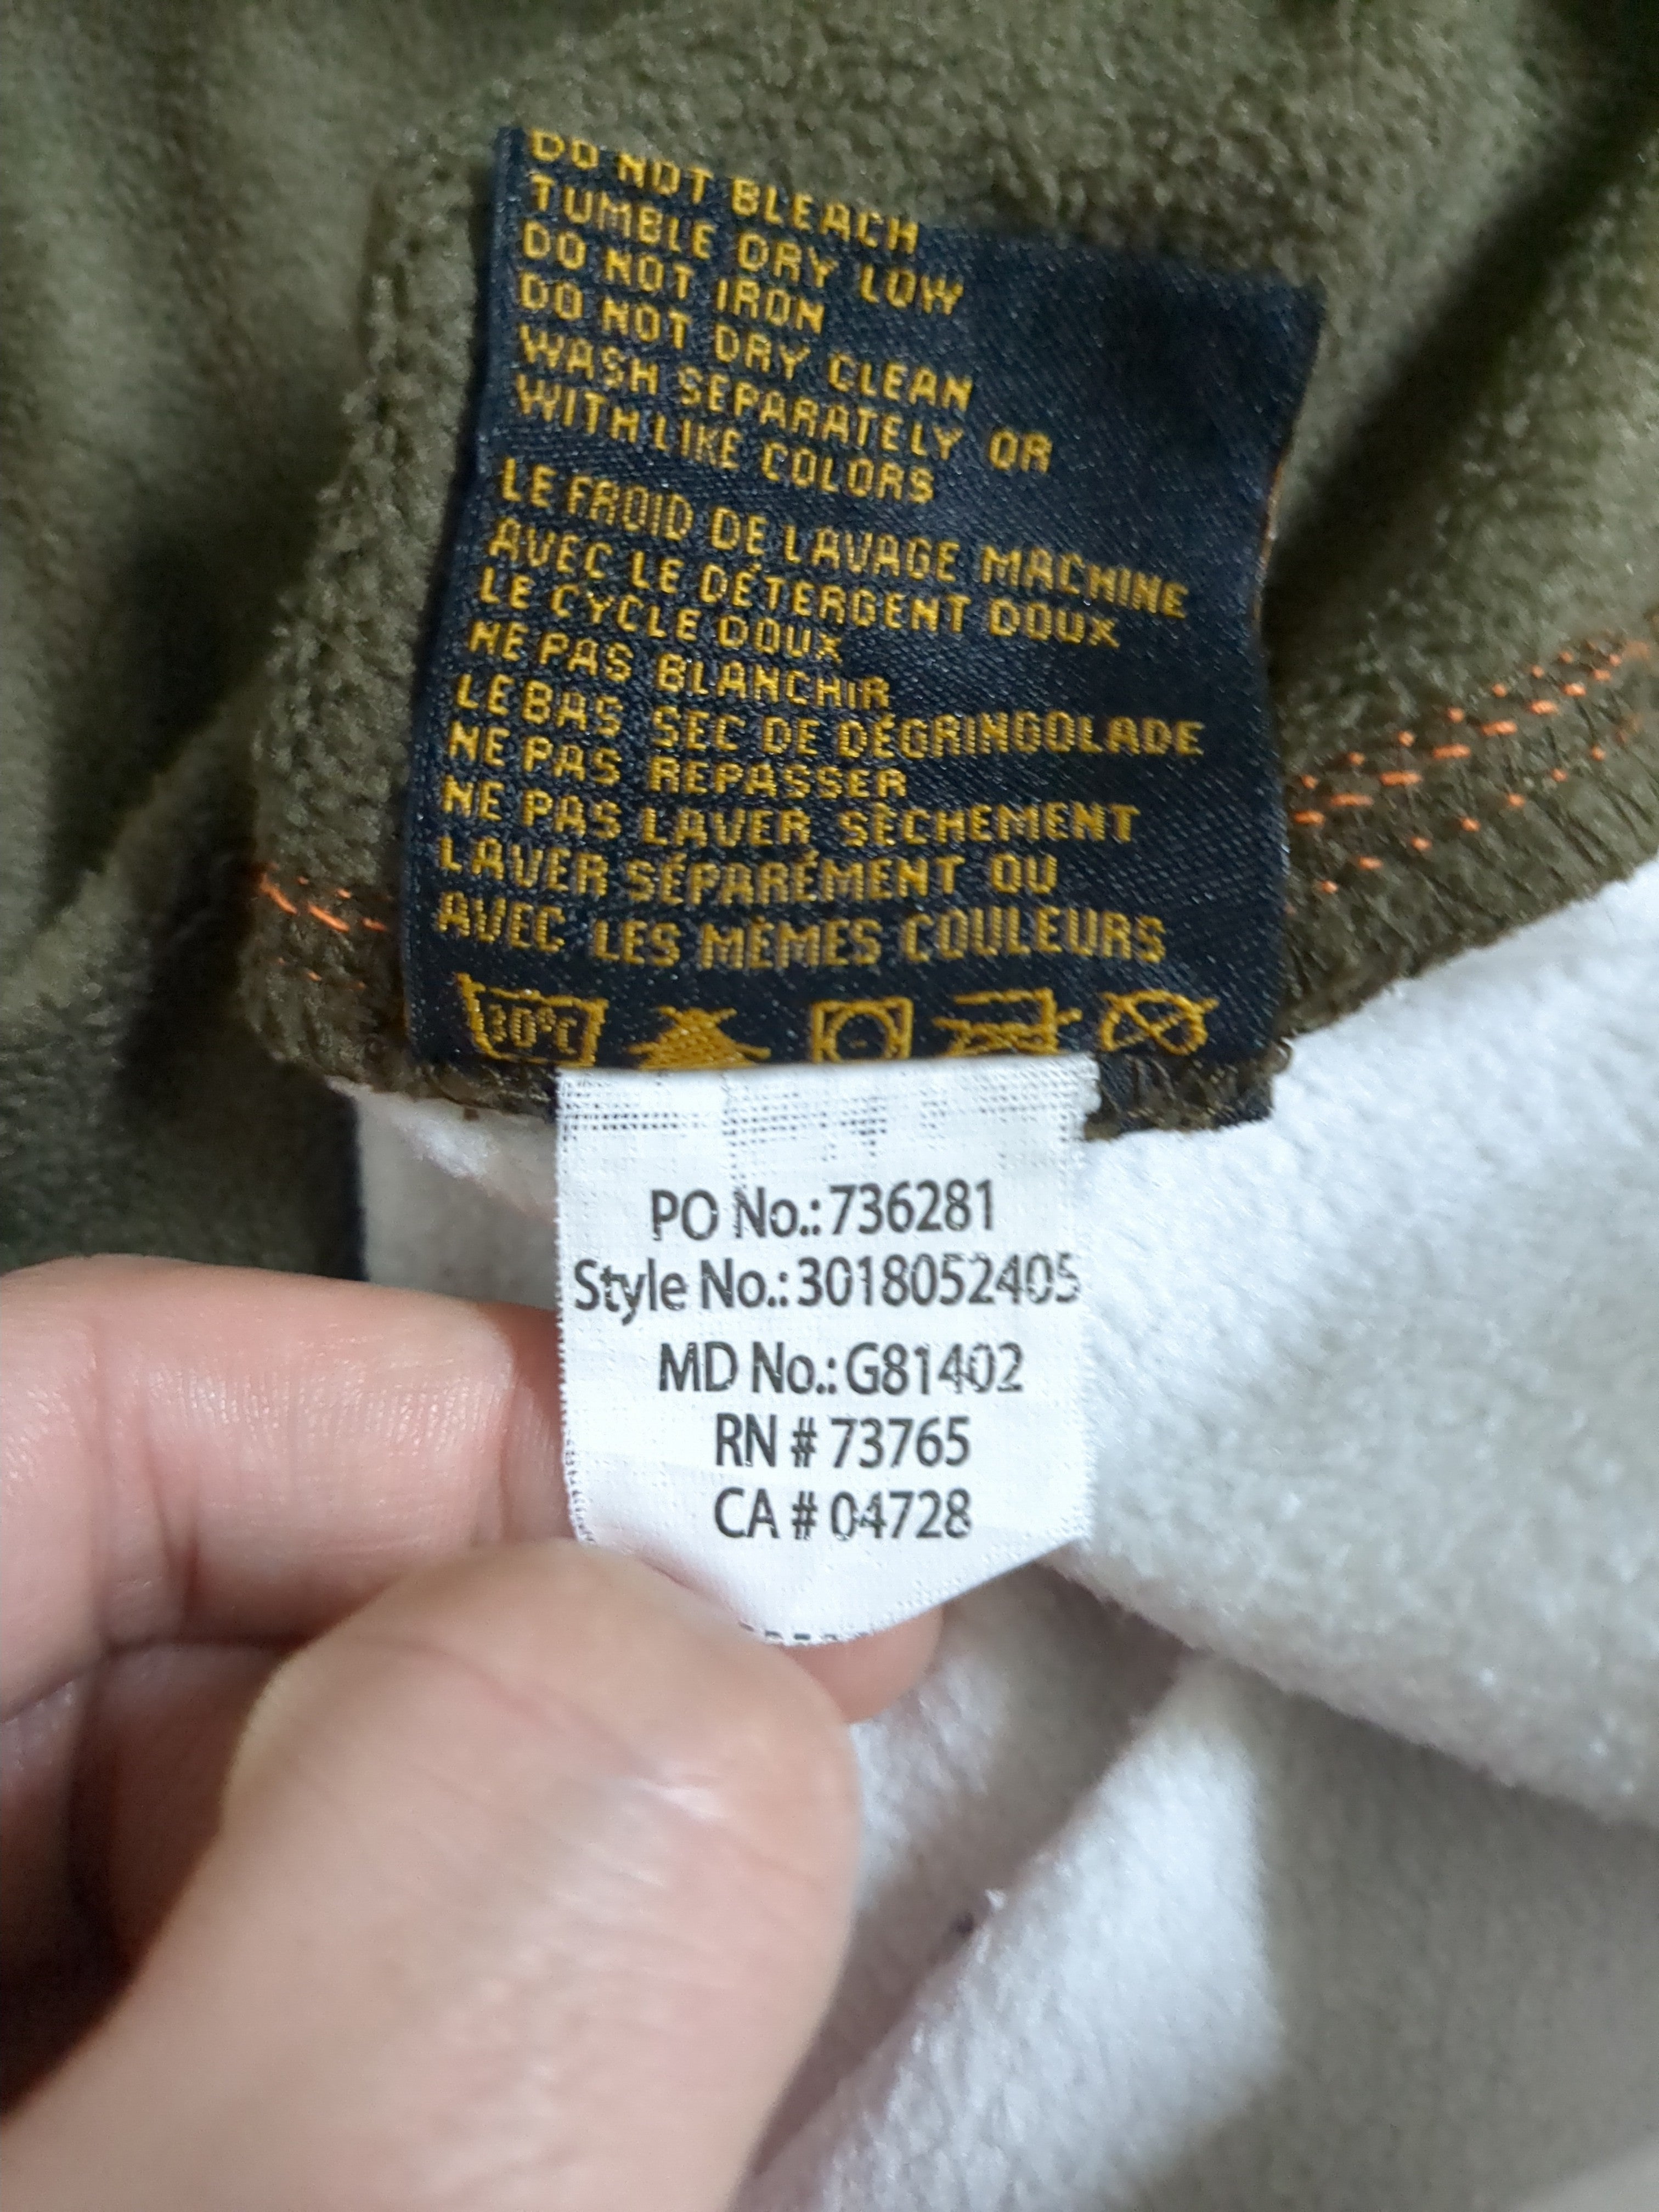 DO NOT BLEACH
TUMBLE DRY LOW
DO NOT IRON
DO NOT DRY CLEAN
WASH SEPARATELY OR
WITH LIKE COLORS
LE FROID DE LAVAGE MACHINE
AVEC LE DÉTERGENT DOUX
LE CYCLE DOUX
NE PAS BLANCHIR
LE BAS SEC DE DÉGRINGOLADE
NE PAS REPASSER
NE PAS LAVER SÈCHEMENT
LAVER SÉPARÉMENT OU
AVEC LES MÊMES COULEURS
30°C
PO No.: 736281
Style No.: 3018052405
MD No.: G81402
RN # 73765
CA # 04728